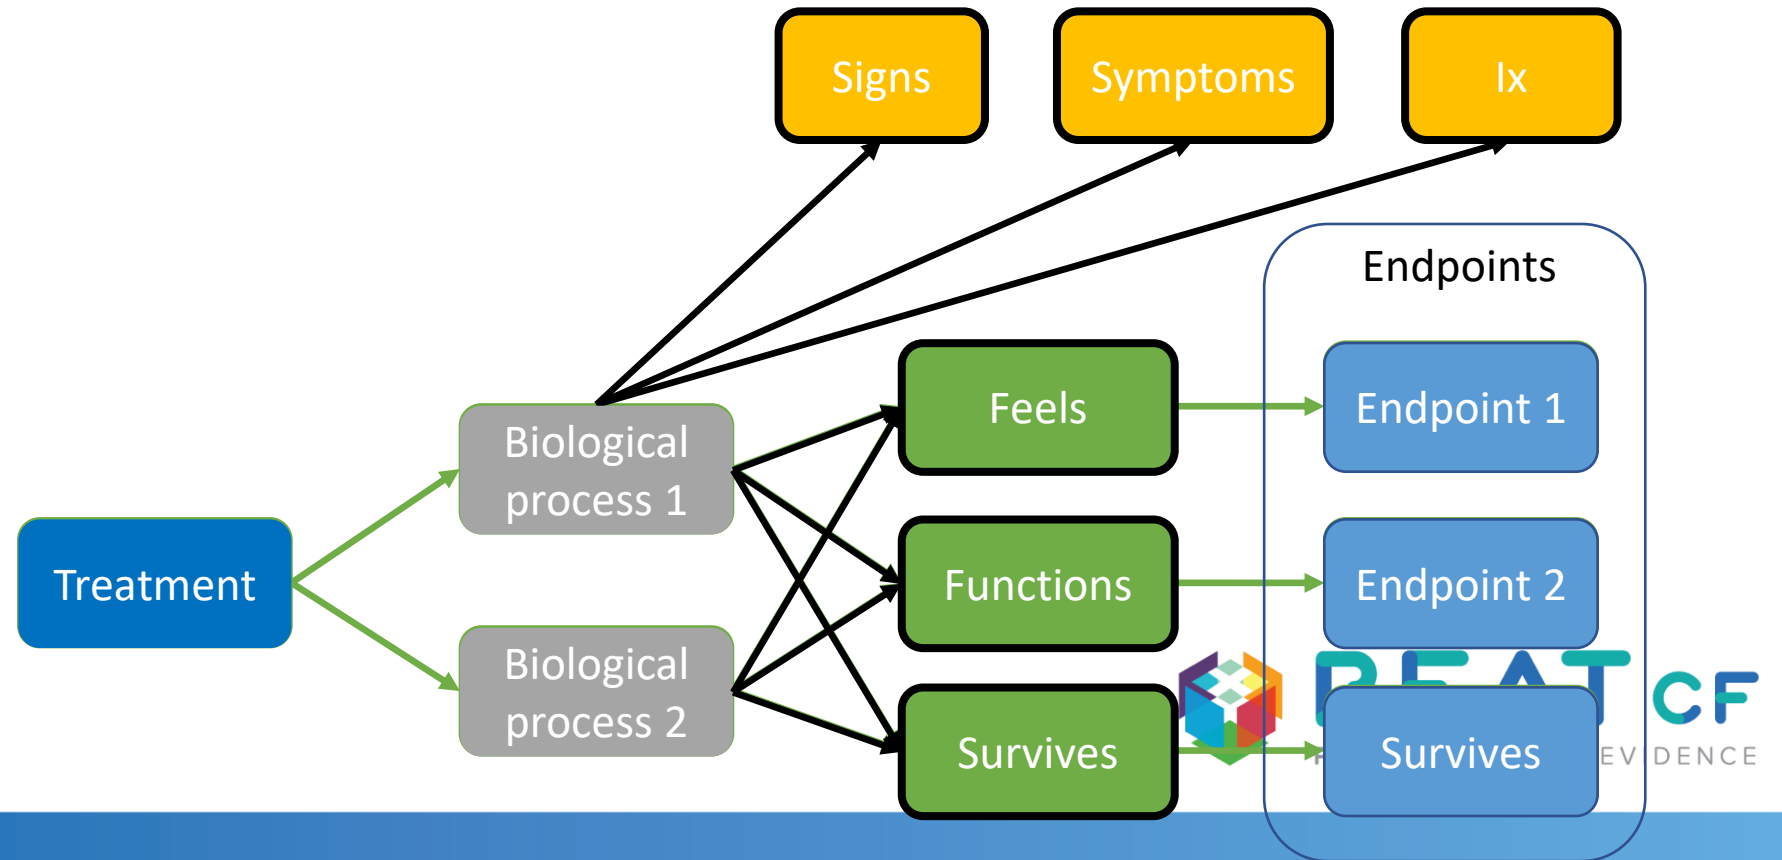 Signs
Symptoms
Ix
Endpoints
Feels
Endpoint 1
Biological
process 1
Treatment
Functions
Endpoint 2
Biological
process 2
Survives
Survives
CF
EVIDENCE